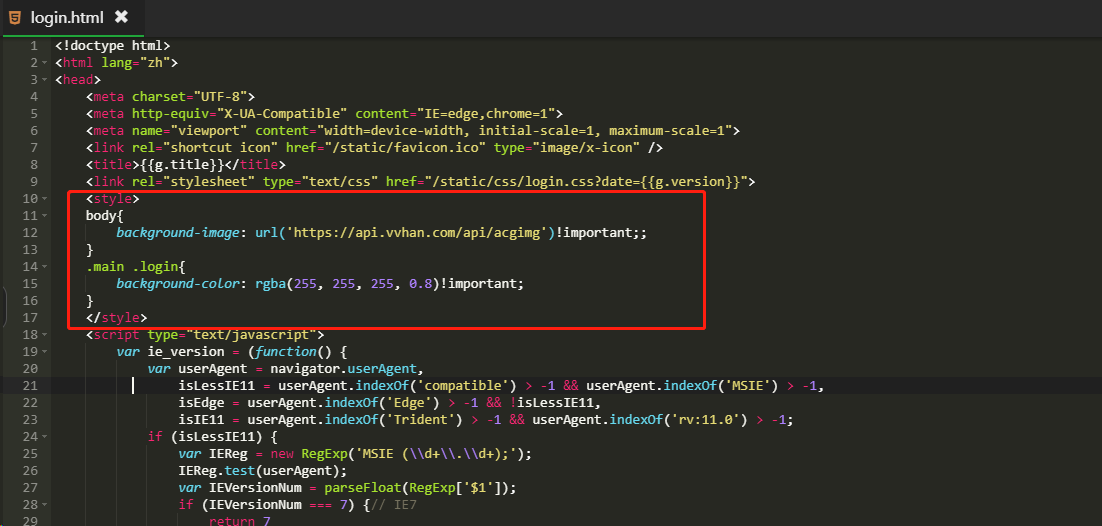 login.html ✖
1 <!doctype html>
2 <html lang="zh">
3 <head>
4 <meta charset="UTF-8">
5 <meta http-equiv="X-UA-Compatible" content="IE=edge,chrome=1">
6 <meta name="viewport" content="width=device-width, initial-scale=1, maximum-scale=1">
7 <link rel="shortcut icon" href="/static/favicon.ico" type="image/x-icon" />
8 <title>{{g.title}}</title>
9 <link rel="stylesheet" type="text/css" href="/static/css/login.css?date={{g.version}}">
10 <style>
11 body{
12 background-image: url('https://api.vvhan.com/api/acgimg')!important;;
13 }
14 .main .login{
15 background-color: rgba(255, 255, 255, 0.8)!important;
16 }
17 </style>
18 <script type="text/javascript">
19 var ie_version = (function() {
20 var userAgent = navigator.userAgent,
21 isLessIE11 = userAgent.indexOf('compatible') > -1 && userAgent.indexOf('MSIE') > -1,
22 isEdge = userAgent.indexOf('Edge') > -1 && !isLessIE11,
23 isIE11 = userAgent.indexOf('Trident') > -1 && userAgent.indexOf('rv:11.0') > -1;
24 if (isLessIE11) {
25 var IEReg = new RegExp('MSIE (\\d+\\.\\d+);');
26 IEReg.test(userAgent);
27 var IEVersionNum = parseFloat(RegExp['$1']);
28 if (IEVersionNum === 7) {// IE7
29 return 7